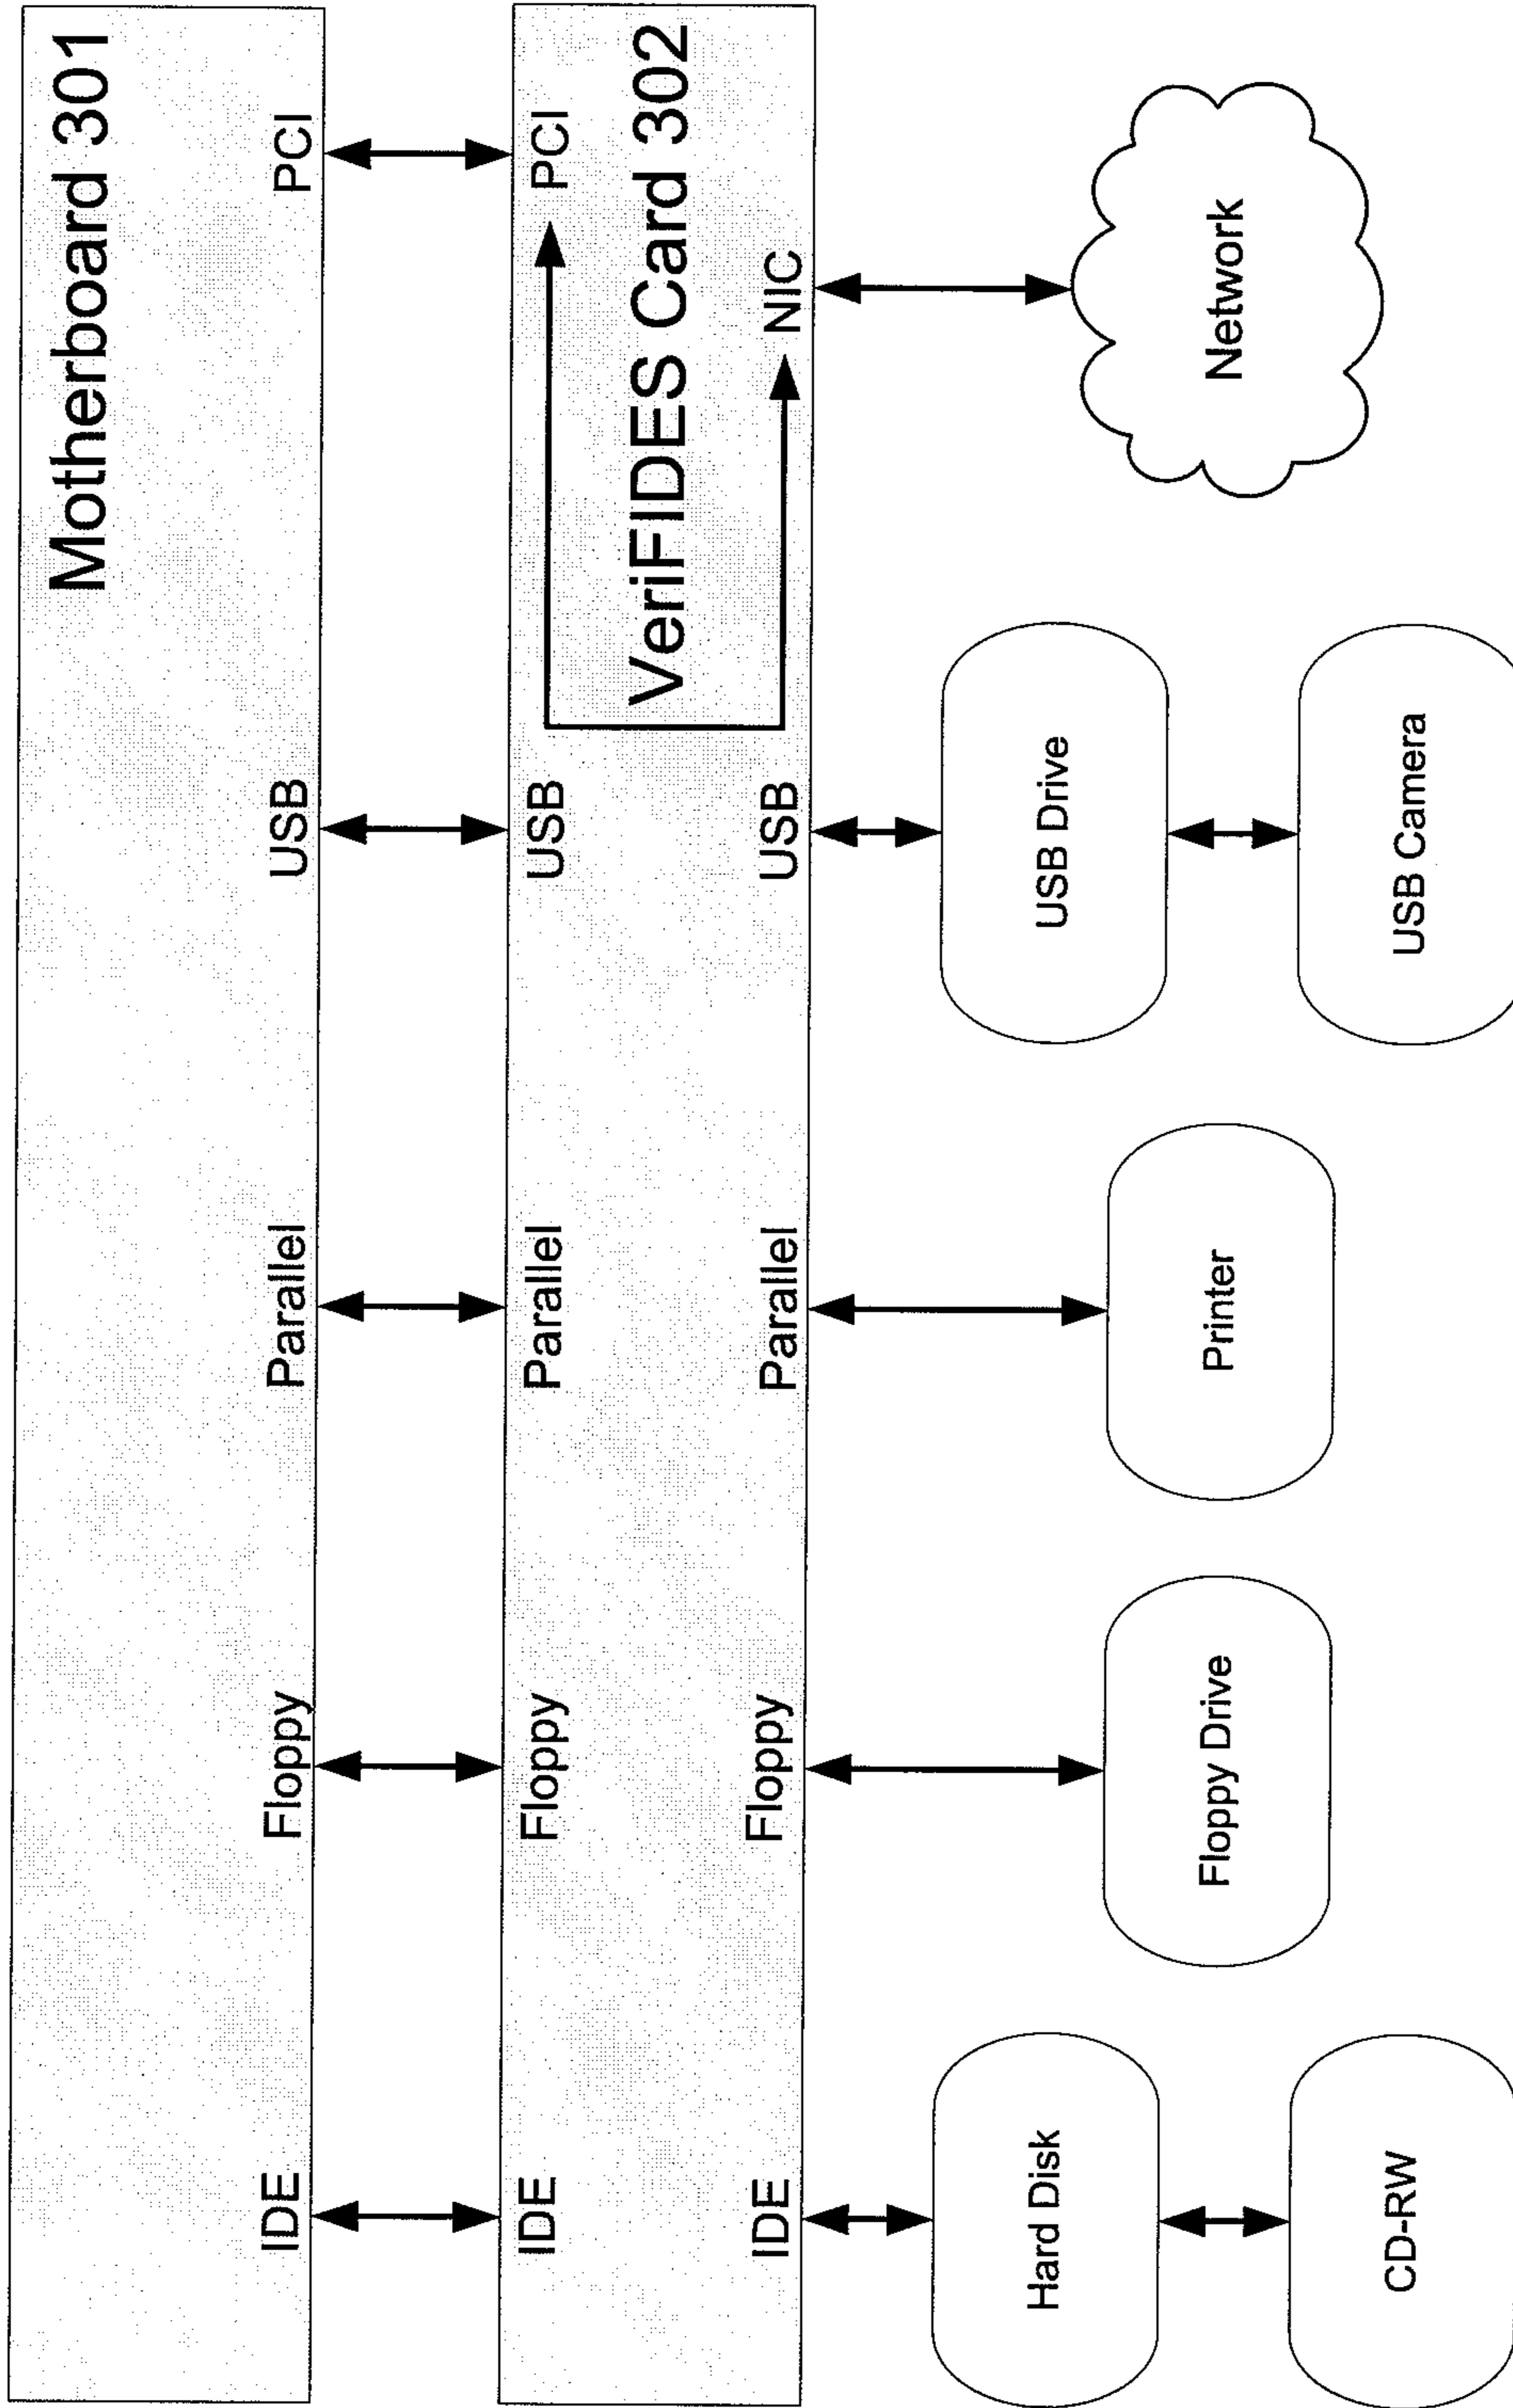 Motherboard 301
IDE Floppy Parallel USB PCI
IDE Floppy Parallel USB PCI
VeriFIDES Card 302
IDE Floppy Parallel USB NIC
Hard Disk
Floppy Drive
Printer
USB Drive
Network
CD-RW
USB Camera